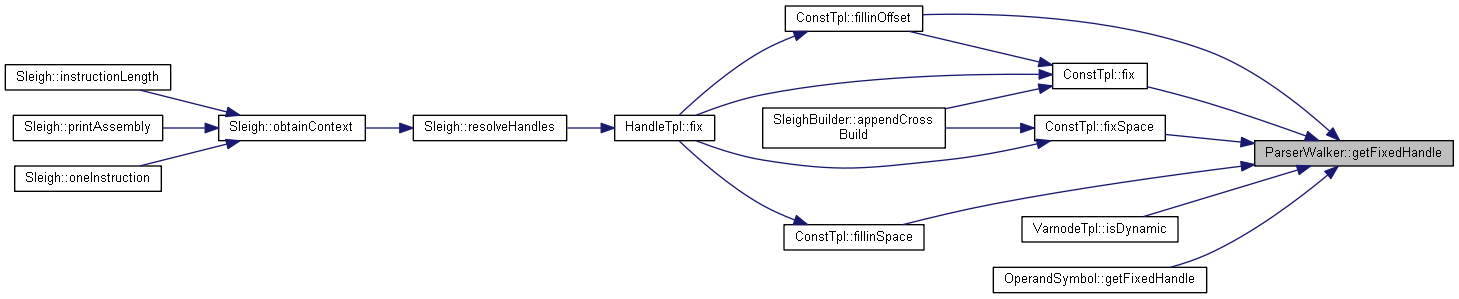 ConstTpl::fillinOffset
Sleigh::instructionLength
ConstTpl::fix
Sleigh::printAssembly
Sleigh::obtainContext
Sleigh::resolveHandles
HandleTpl::fix
SleighBuilder::appendCross
Build
ConstTpl::fixSpace
ParserWalker::getFixedHandle
Sleigh::oneInstruction
ConstTpl::fillinSpace
VarnodeTpl::isDynamic
OperandSymbol::getFixedHandle